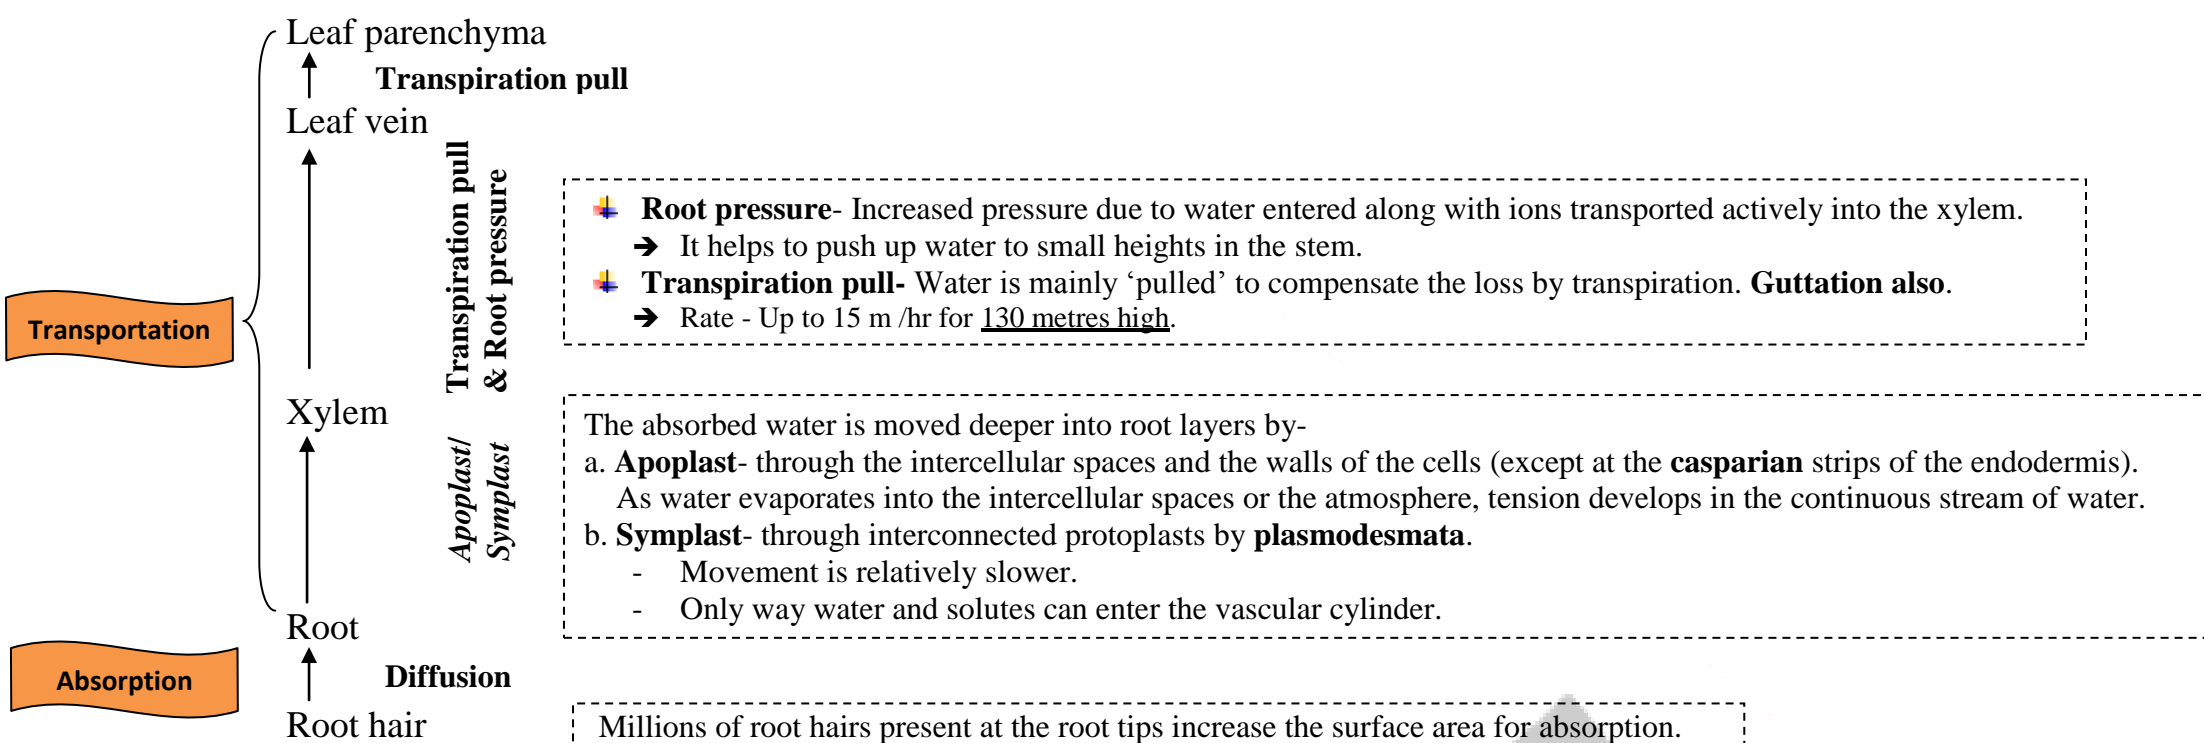 Leaf parenchyma
Transpiration pull
Leaf vein
Transpiration pull
& Root pressure
Root pressure- Increased pressure due to water entered along with ions transported actively into the xylem.
➔ It helps to push up water to small heights in the stem.
Transpiration pull- Water is mainly ‘pulled’ to compensate the loss by transpiration. Guttation also.
➔ Rate - Up to 15 m /hr for 130 metres high.
Transportation
Xylem
Apoplast/
Symplast
The absorbed water is moved deeper into root layers by-
a. Apoplast- through the intercellular spaces and the walls of the cells (except at the casparian strips of the endodermis).
As water evaporates into the intercellular spaces or the atmosphere, tension develops in the continuous stream of water.
b. Symplast- through interconnected protoplasts by plasmodesmata.
- Movement is relatively slower.
- Only way water and solutes can enter the vascular cylinder.
Root
Absorption
Diffusion
Root hair
Millions of root hairs present at the root tips increase the surface area for absorption.